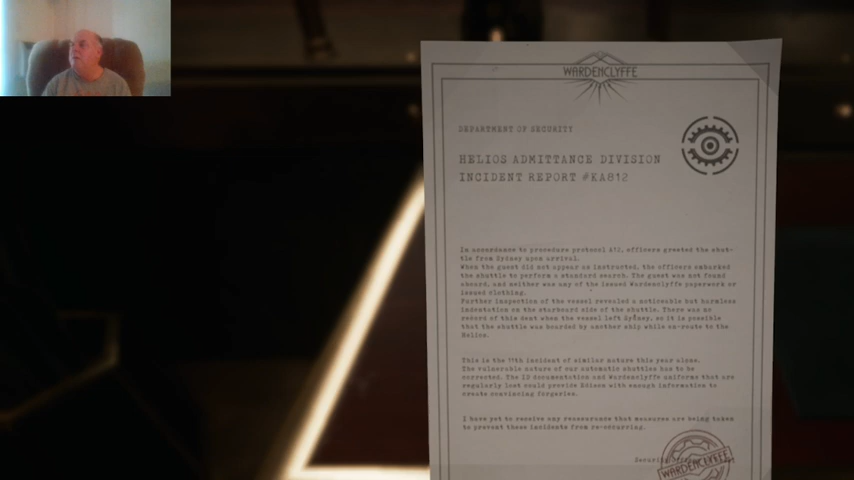 WARDENCLYFFE
DEPARTMENT OF SECURITY
HELIOS ADMITTANCE DIVISION
INCIDENT REPORT #KA812
In accordance to procedure protocol A12, officers greeted the shut-
tle from Sydney upon arrival.
When the guest did not appear as instructed, the officers embarked
the shuttle to perform a standard search. The guest was not found
aboard, and neither was any of the issued Wardenclyffe paperwork or
issued clothing.
Further inspection of the vessel revealed a noticeable but harmless
indentation on the starboard side of the shuttle. There was no
record of this dent when the vessel left Sydney, so it is possible
that the shuttle was boarded by another ship while en-route to the
Helios.
This is the 11th incident of similar nature this year alone.
The vulnerable nature of our automatic shuttles has to be
corrected. The ID documentation and Wardenclyffe uniforms that are
regularly lost could provide Edison with enough information to
create convincing forgeries.
I have yet to receive any reassurance that measures are being taken
to prevent these incidents from re-occurring.
Security
WARDENCLYFFE